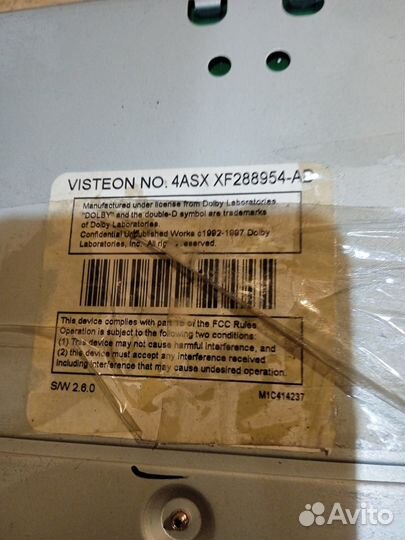 VISTEON NO. 4ASX XF288954-AD
Manufactured under license from Dolby Laboratories
"DOLBY" and the double-D symbol are trademarks
of Dolby Laboratories.
Confidential Unpublished Works c1992-1997 Dolby
Laboratories, Inc. All rights reserved.
This device complies with part 15 of the FCC Rules
Operation is subject to the following two conditions.
(1) This device may not cause harmful interference, and
(2) this device must accept any interference received
including interference that may cause undesired operation.
S/W 2.6.0
M1C414237
Avito